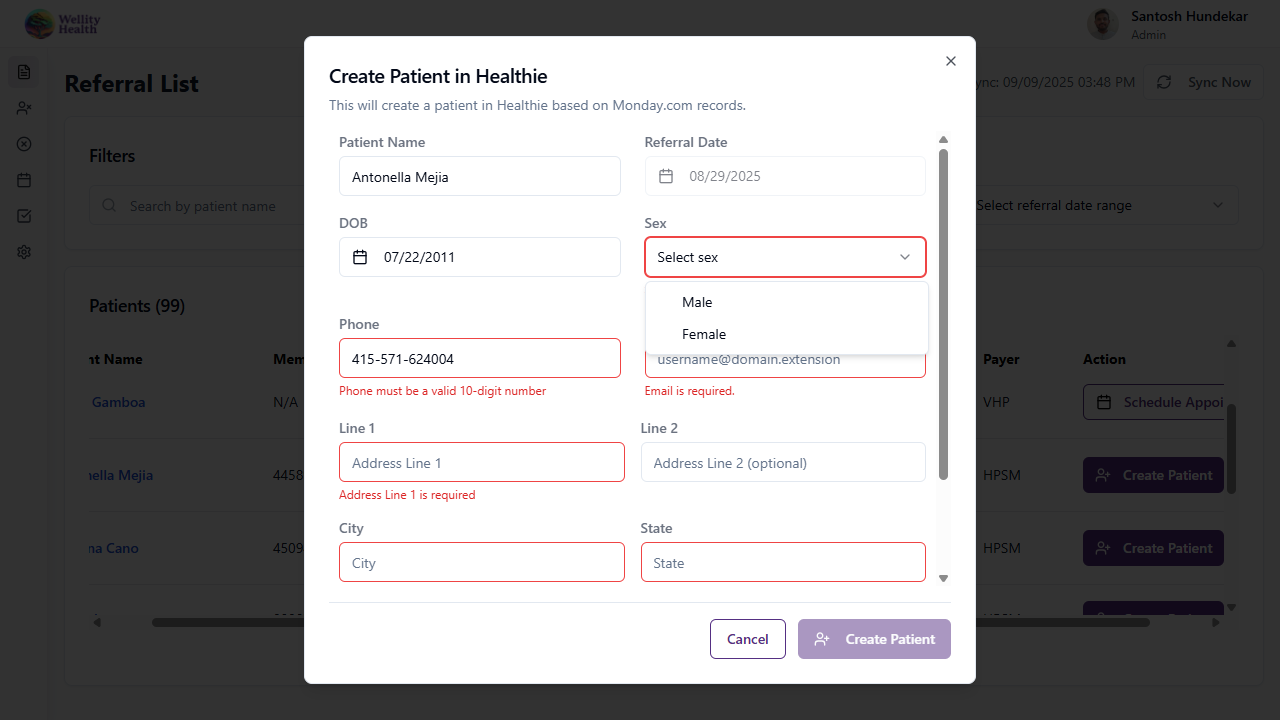 Wellity
Health
Santosh Hundekar
Admin
Referral List
ync: 09/09/2025 03:48 PM
Sync Now
Filters
Search by patient name
Select referral date range
Patients (99)
nt Name
Mem
Payer
Action
Gamboa
N/A
VHP
Schedule Appoi
nella Mejia
4458
HPSM
Create Patient
na Cano
4509
HPSM
Create Patient
Create Patient in Healthie
This will create a patient in Healthie based on Monday.com records.
Patient Name
Referral Date
Antonella Mejia
08/29/2025
DOB
Sex
07/22/2011
Select sex
Male
Female
Phone
415-571-624004
username@domain.extension
Phone must be a valid 10-digit number
Email is required.
Line 1
Line 2
Address Line 1
Address Line 2 (optional)
Address Line 1 is required
City
State
City
State
Cancel
Create Patient